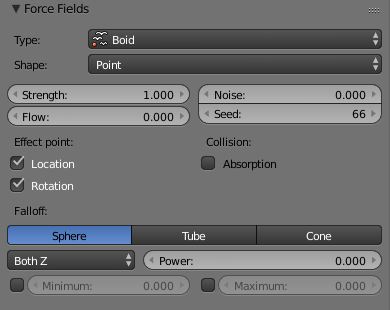 Force Fields
Type: Boid
Shape: Point
Strength: 1.000 Noise: 0.000
Flow: 0.000 Seed: 66
Effect point: Collision:
Location Absorption
Rotation
Falloff:
Sphere Tube Cone
Both Z Power: 0.000
Minimum: 0.000 Maximum: 0.000